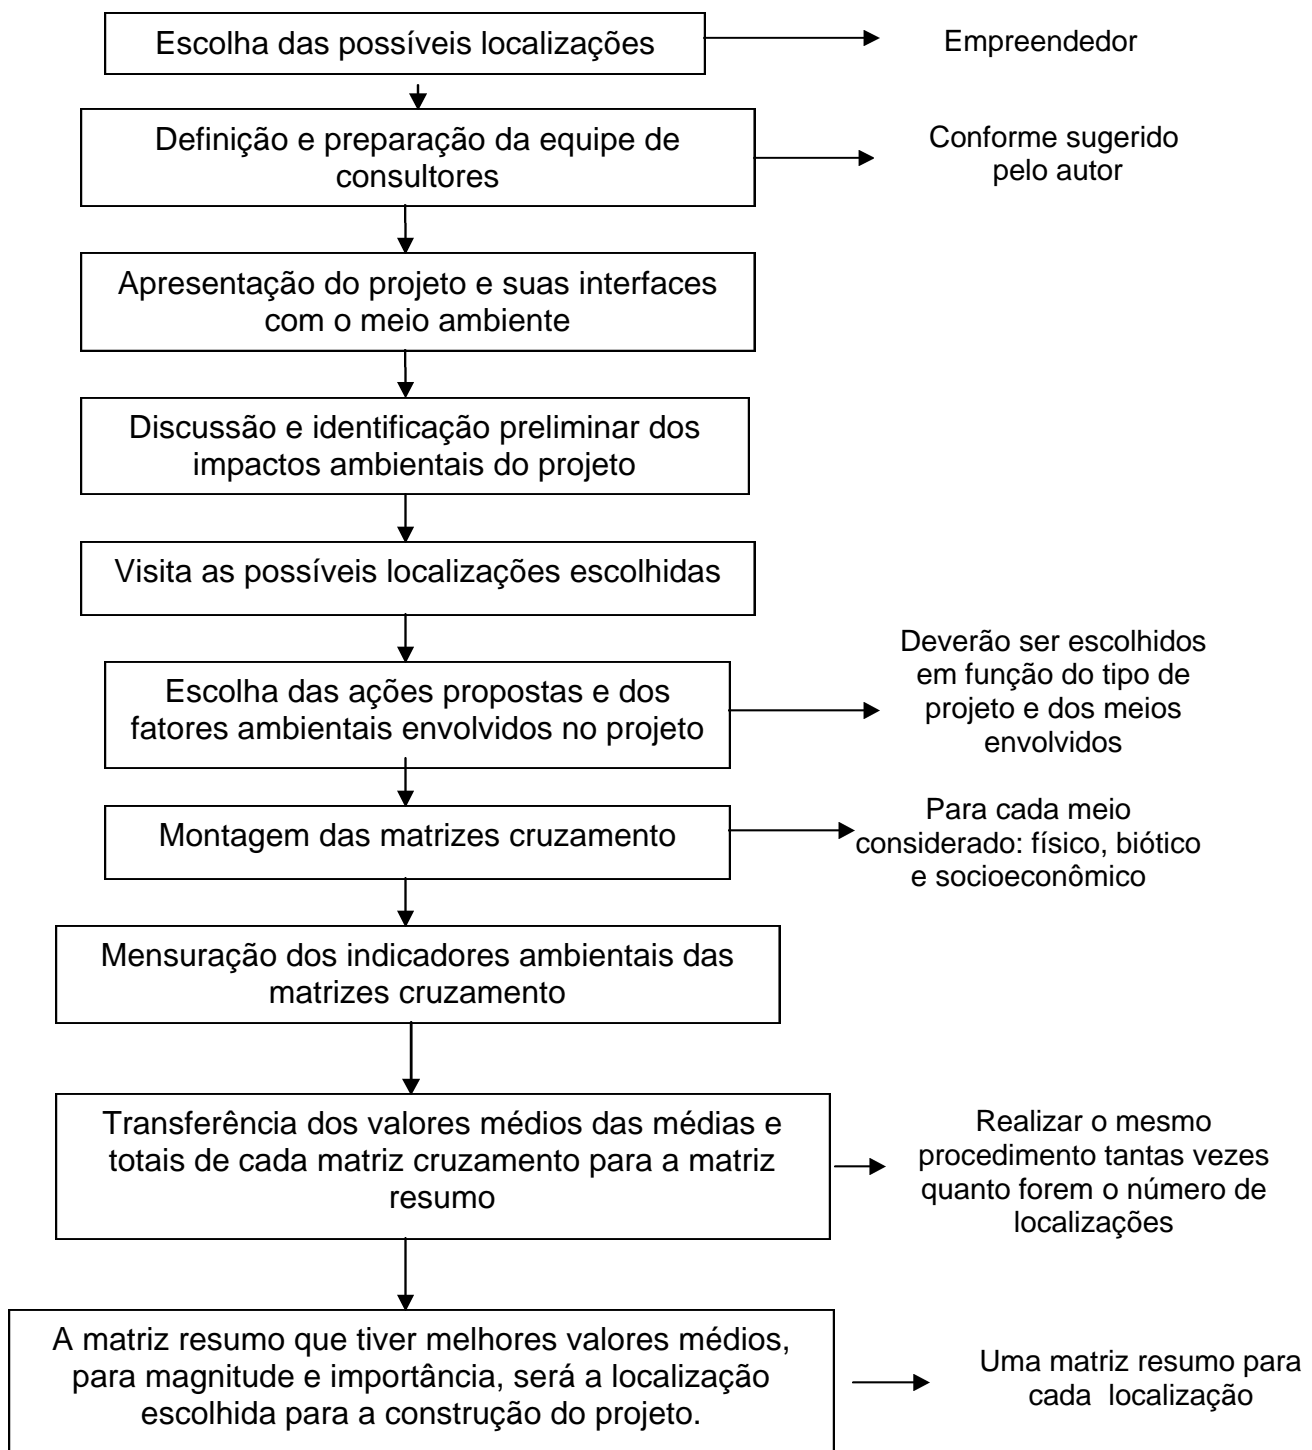 Escolha das possíveis localizações
Empreendedor
Definição e preparação da equipe de
consultores
Conforme sugerido
pelo autor
Apresentação do projeto e suas interfaces
com o meio ambiente
Discussão e identificação preliminar dos
impactos ambientais do projeto
Visita as possíveis localizações escolhidas
Escolha das ações propostas e dos
fatores ambientais envolvidos no projeto
Deverão ser escolhidos
em função do tipo de
projeto e dos meios
envolvidos
Montagem das matrizes cruzamento
Para cada meio
considerado: físico, biótico
e socioeconômico
Mensuração dos indicadores ambientais das
matrizes cruzamento
Transferência dos valores médios das médias e
totais de cada matriz cruzamento para a matriz
resumo
Realizar o mesmo
procedimento tantas vezes
quanto forem o número de
localizações
A matriz resumo que tiver melhores valores médios,
para magnitude e importância, será a localização
escolhida para a construção do projeto.
Uma matriz resumo para
cada localização